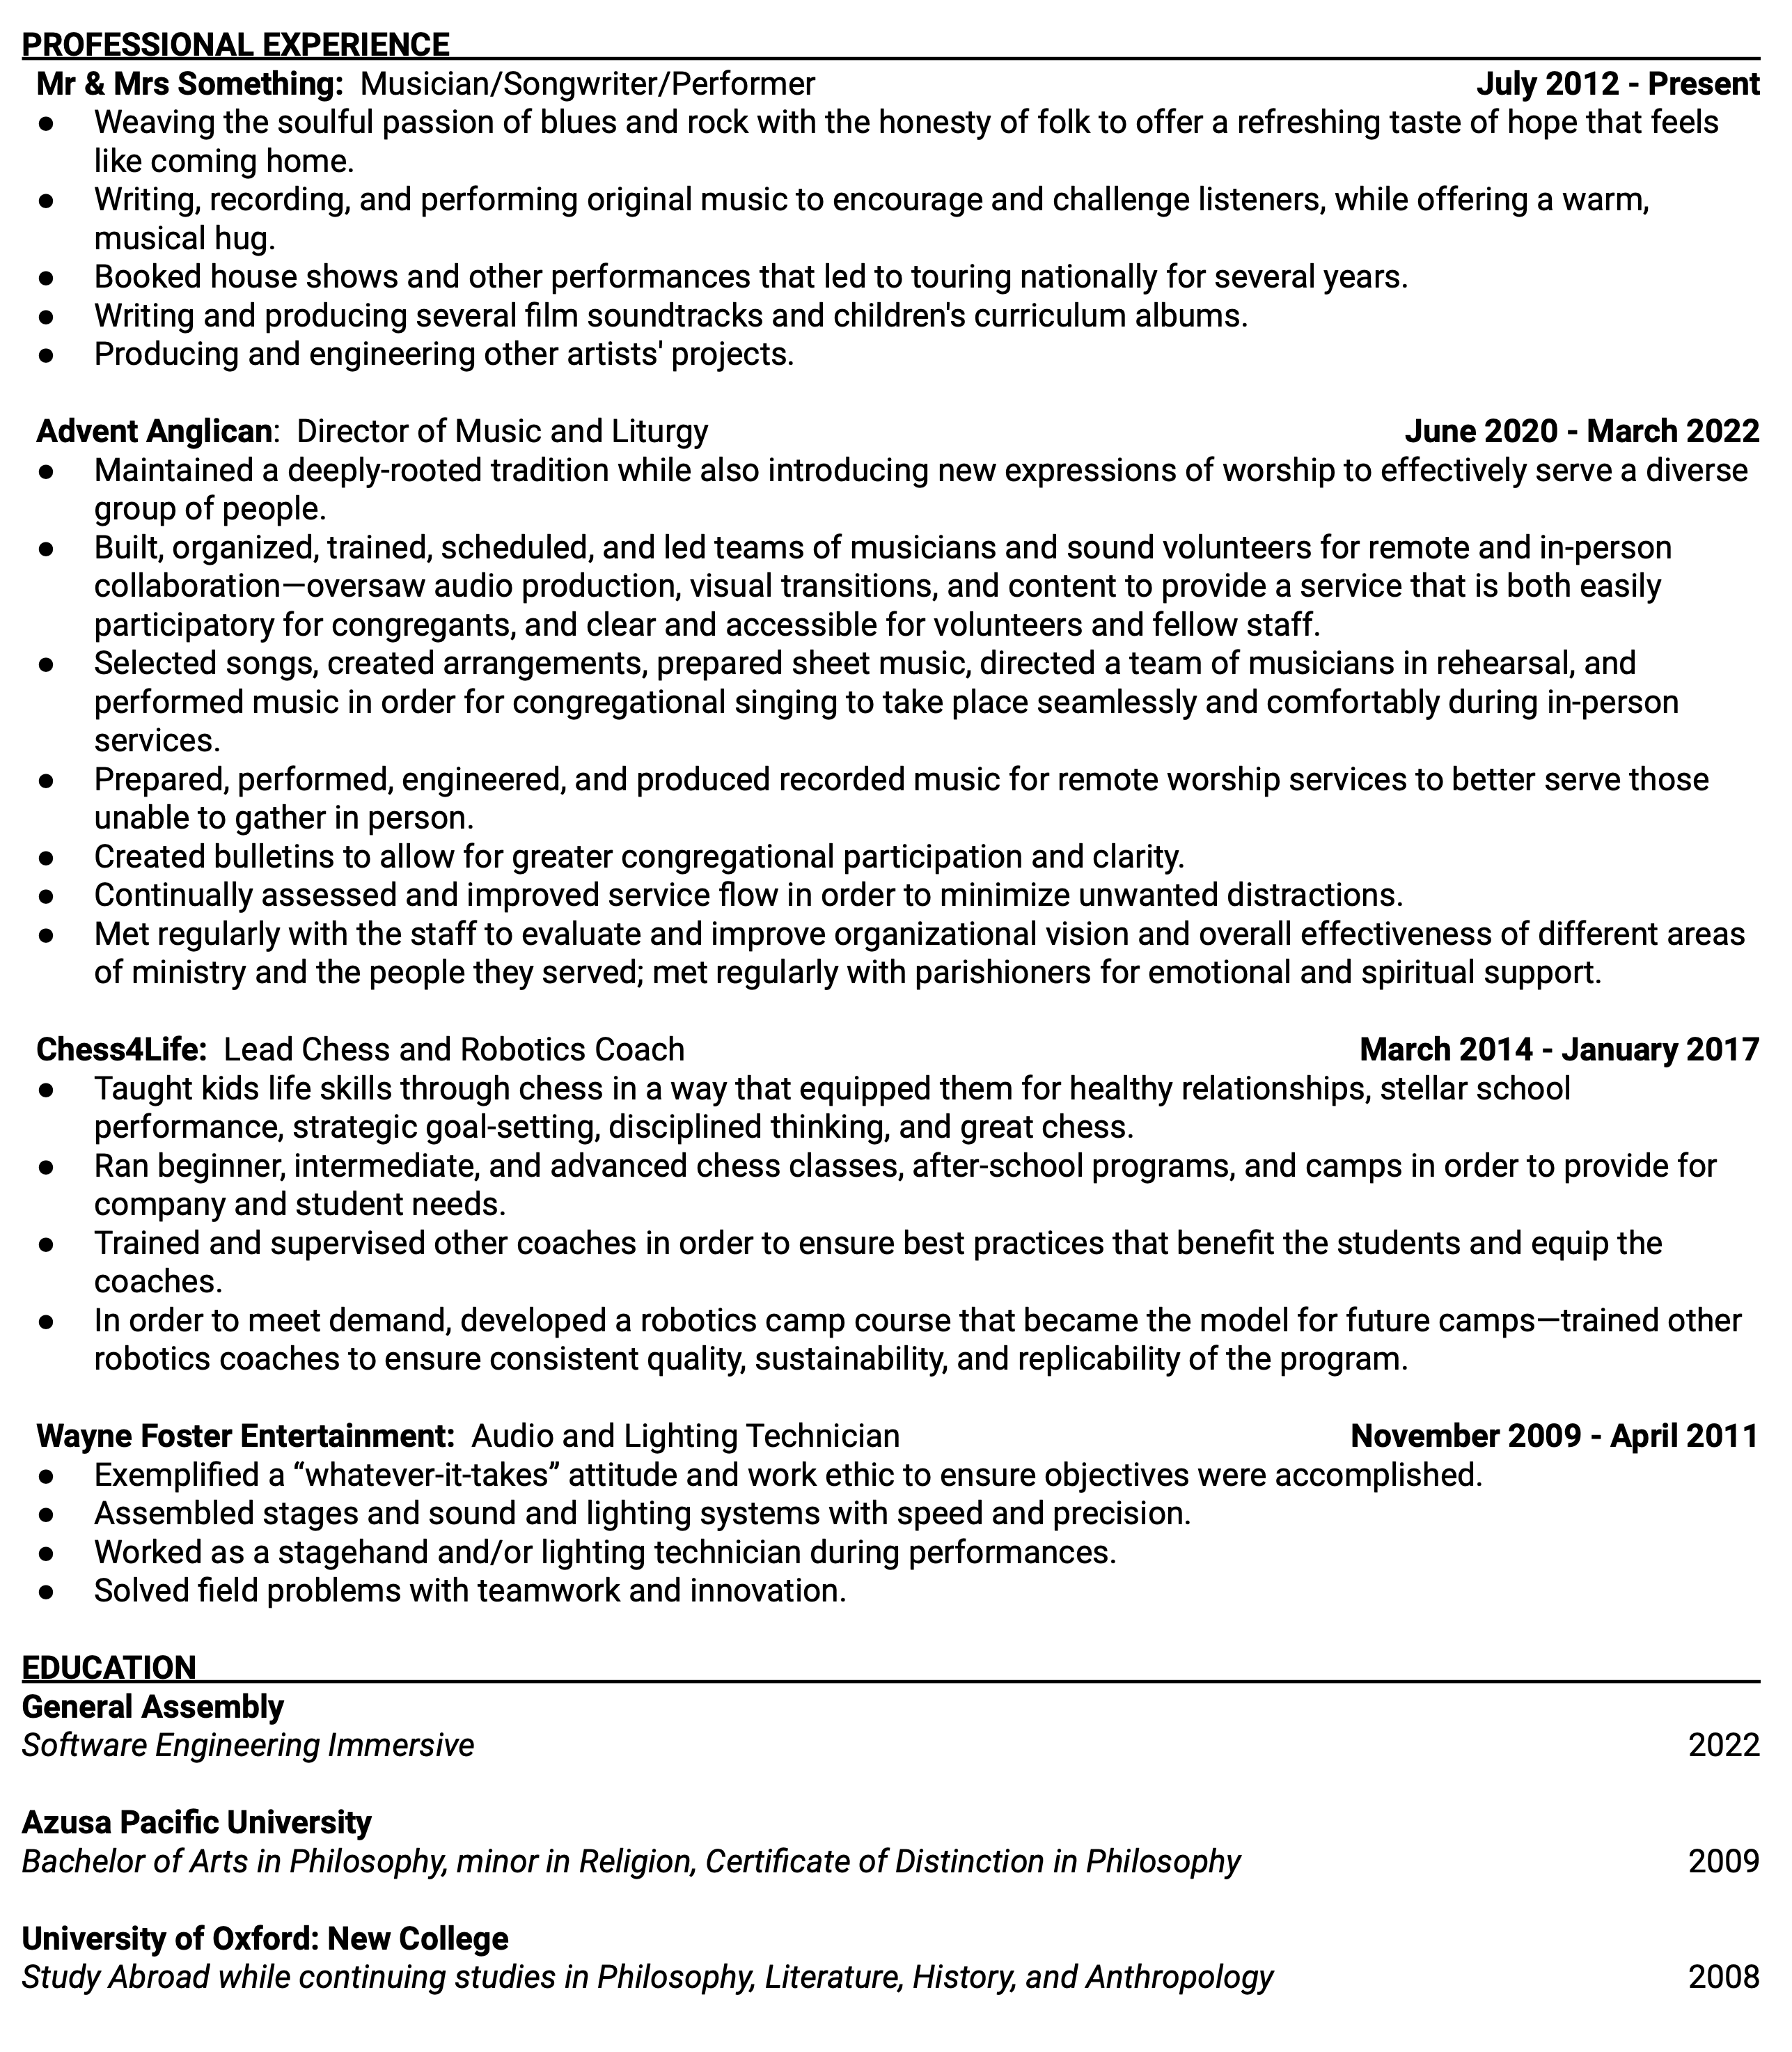 PROFESSIONAL EXPERIENCE
Mr & Mrs Something: Musician/Songwriter/Performer July 2012 - Present
● Weaving the soulful passion of blues and rock with the honesty of folk to offer a refreshing taste of hope that feels
like coming home.
● Writing, recording, and performing original music to encourage and challenge listeners, while offering a warm,
musical hug.
● Booked house shows and other performances that led to touring nationally for several years.
● Writing and producing several film soundtracks and children's curriculum albums.
● Producing and engineering other artists' projects.
Advent Anglican: Director of Music and Liturgy June 2020 - March 2022
● Maintained a deeply-rooted tradition while also introducing new expressions of worship to effectively serve a diverse
group of people.
● Built, organized, trained, scheduled, and led teams of musicians and sound volunteers for remote and in-person
collaboration—oversaw audio production, visual transitions, and content to provide a service that is both easily
participatory for congregants, and clear and accessible for volunteers and fellow staff.
● Selected songs, created arrangements, prepared sheet music, directed a team of musicians in rehearsal, and
performed music in order for congregational singing to take place seamlessly and comfortably during in-person
services.
● Prepared, performed, engineered, and produced recorded music for remote worship services to better serve those
unable to gather in person.
● Created bulletins to allow for greater congregational participation and clarity.
● Continually assessed and improved service flow in order to minimize unwanted distractions.
● Met regularly with the staff to evaluate and improve organizational vision and overall effectiveness of different areas
of ministry and the people they served; met regularly with parishioners for emotional and spiritual support.
Chess4Life: Lead Chess and Robotics Coach March 2014 - January 2017
● Taught kids life skills through chess in a way that equipped them for healthy relationships, stellar school
performance, strategic goal-setting, disciplined thinking, and great chess.
● Ran beginner, intermediate, and advanced chess classes, after-school programs, and camps in order to provide for
company and student needs.
● Trained and supervised other coaches in order to ensure best practices that benefit the students and equip the
coaches.
● In order to meet demand, developed a robotics camp course that became the model for future camps—trained other
robotics coaches to ensure consistent quality, sustainability, and replicability of the program.
Wayne Foster Entertainment: Audio and Lighting Technician November 2009 - April 2011
● Exemplified a “whatever-it-takes” attitude and work ethic to ensure objectives were accomplished.
● Assembled stages and sound and lighting systems with speed and precision.
● Worked as a stagehand and/or lighting technician during performances.
● Solved field problems with teamwork and innovation.
EDUCATION
General Assembly
Software Engineering Immersive 2022
Azusa Pacific University
Bachelor of Arts in Philosophy, minor in Religion, Certificate of Distinction in Philosophy 2009
University of Oxford: New College
Study Abroad while continuing studies in Philosophy, Literature, History, and Anthropology 2008